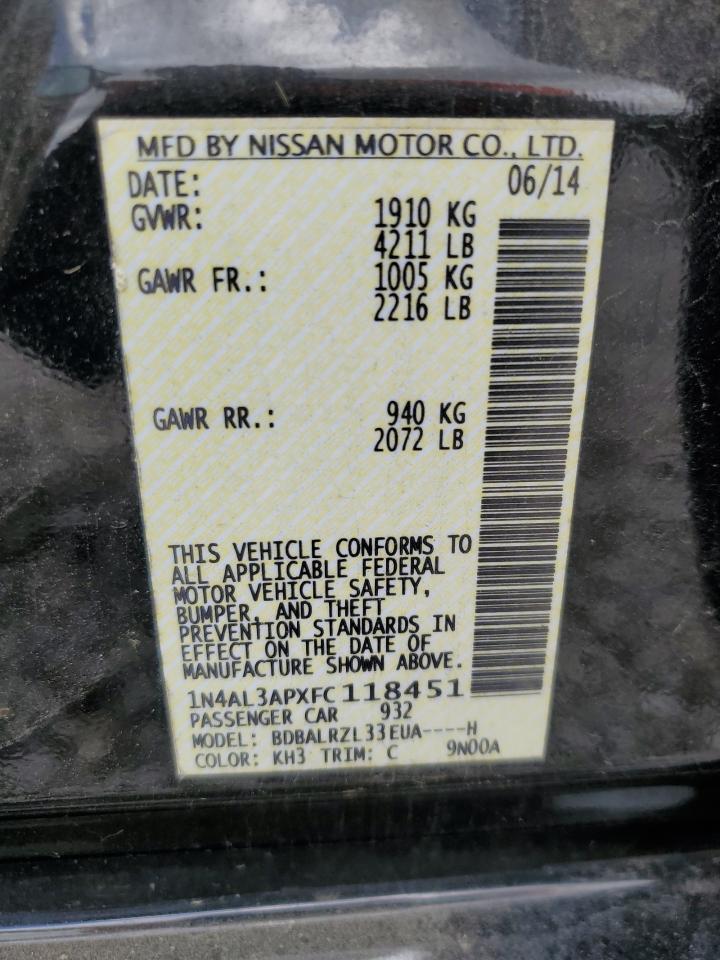 MFD BY NISSAN MOTOR CO., LTD.
DATE: 06/14
GVWR: 1910 KG
4211 LB
GAWR FR.: 1005 KG
2216 LB
GAWR RR.: 940 KG
2072 LB
THIS VEHICLE CONFORMS TO
ALL APPLICABLE FEDERAL
MOTOR VEHICLE SAFETY,
BUMPER, AND THEFT
PREVENTION STANDARDS IN
EFFECT ON THE DATE OF
MANUFACTURE SHOWN ABOVE.
1N4AL3APXFC118451
PASSENGER CAR 932
MODEL: BDBALRZL33EUA----H
COLOR: KH3 TRIM: C 9N00A